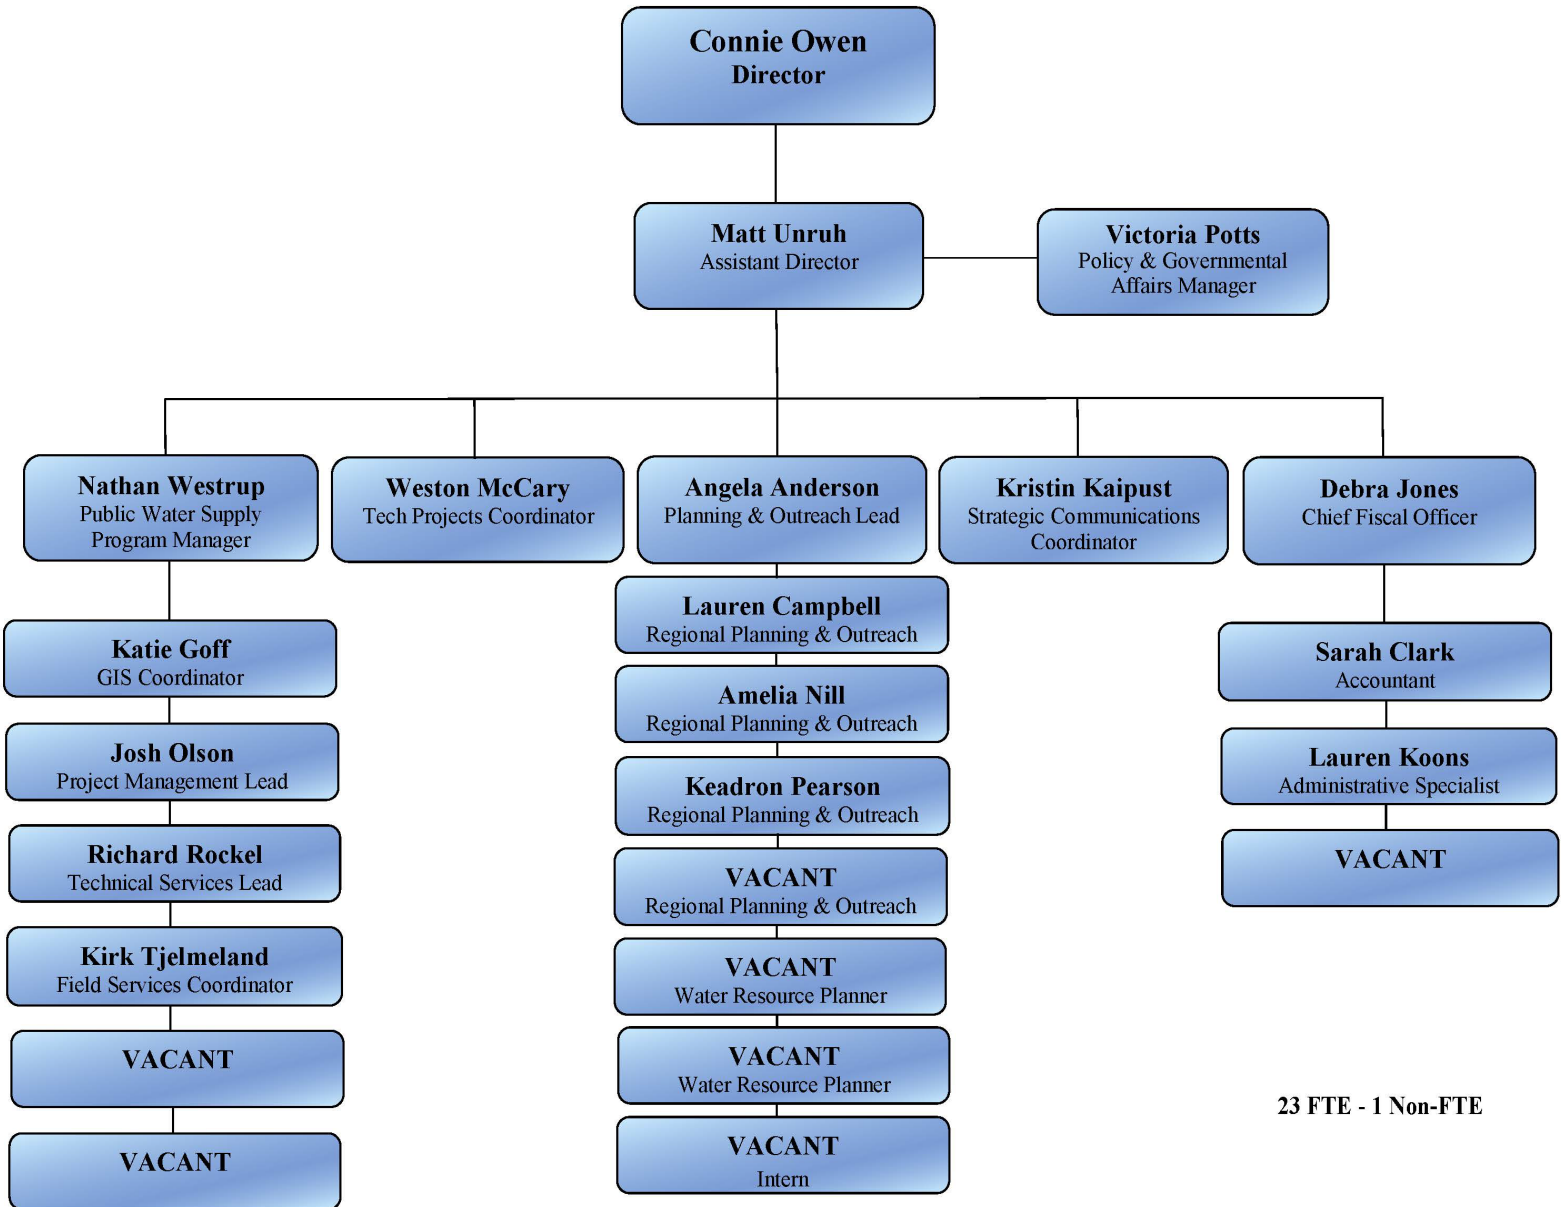 Connie Owen
Director
Matt Unruh
Assistant Director
Victoria Potts
Policy & Governmental
Affairs Manager
Nathan Westrup
Public Water Supply
Program Manager
Weston McCary
Tech Projects Coordinator
Angela Anderson
Planning & Outreach Lead
Kristin Kaipust
Strategic Communications
Coordinator
Debra Jones
Chief Fiscal Officer
Katie Goff
GIS Coordinator
Josh Olson
Project Management Lead
Richard Rockel
Technical Services Lead
Kirk Tjelmeland
Field Services Coordinator
VACANT
VACANT
Lauren Campbell
Regional Planning & Outreach
Amelia Nill
Regional Planning & Outreach
Keadron Pearson
Regional Planning & Outreach
VACANT
Regional Planning & Outreach
VACANT
Water Resource Planner
VACANT
Water Resource Planner
VACANT
Intern
Sarah Clark
Accountant
Lauren Koons
Administrative Specialist
VACANT
23 FTE - 1 Non-FTE